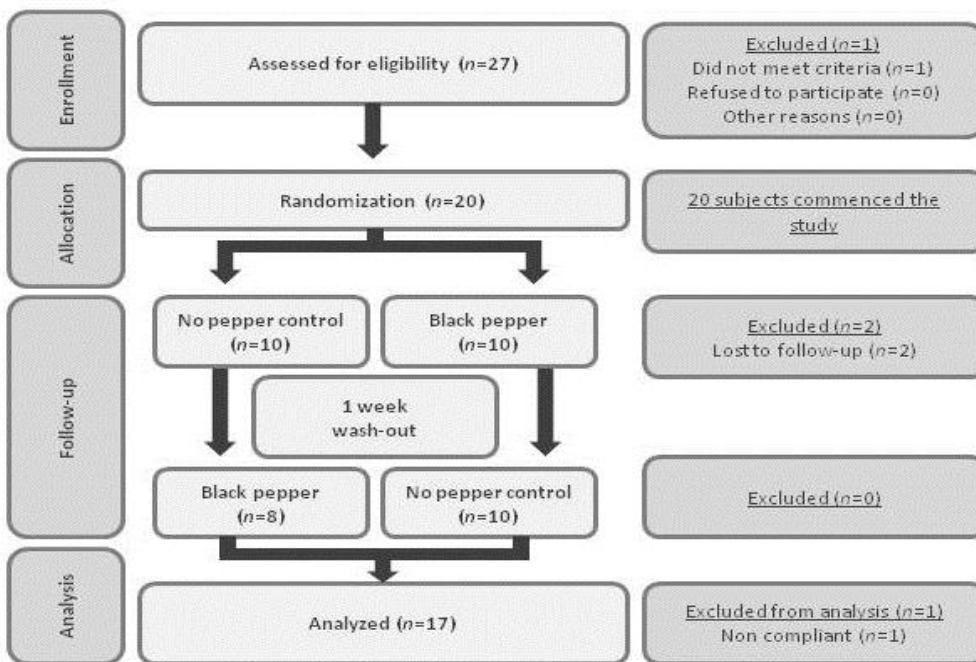 Enrollment
Assessed for eligibility (n=27)
Excluded (n=1)
Did not meet criteria (n=1)
Refused to participate (n=0)
Other reasons (n=0)
Allocation
Randomization (n=20)
20 subjects commenced the
study
Follow-up
No pepper control
(n=10)
Black pepper
(n=10)
Excluded (n=2)
Lost to follow-up (n=2)
1 week
wash-out
Black pepper
(n=8)
No pepper control
(n=10)
Excluded (n=0)
Analysis
Analyzed (n=17)
Excluded from analysis (n=1)
Non compliant (n=1)